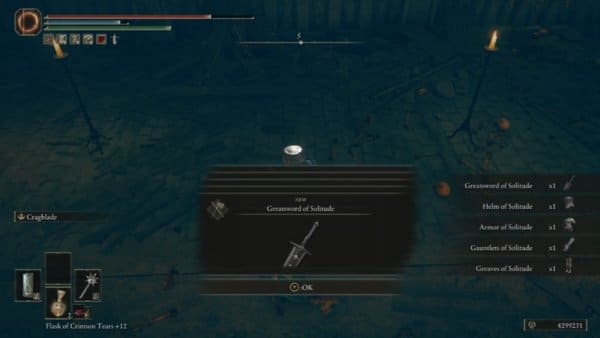 S
NEW
Greatsword of Solitude
:OK
Greatsword of Solitude x1
Helm of Solitude x1
Armor of Solitude x1
Gauntlets of Solitude x1
Greaves of Solitude x1
Cragblade
Flask of Crimson Tears +12
4299231